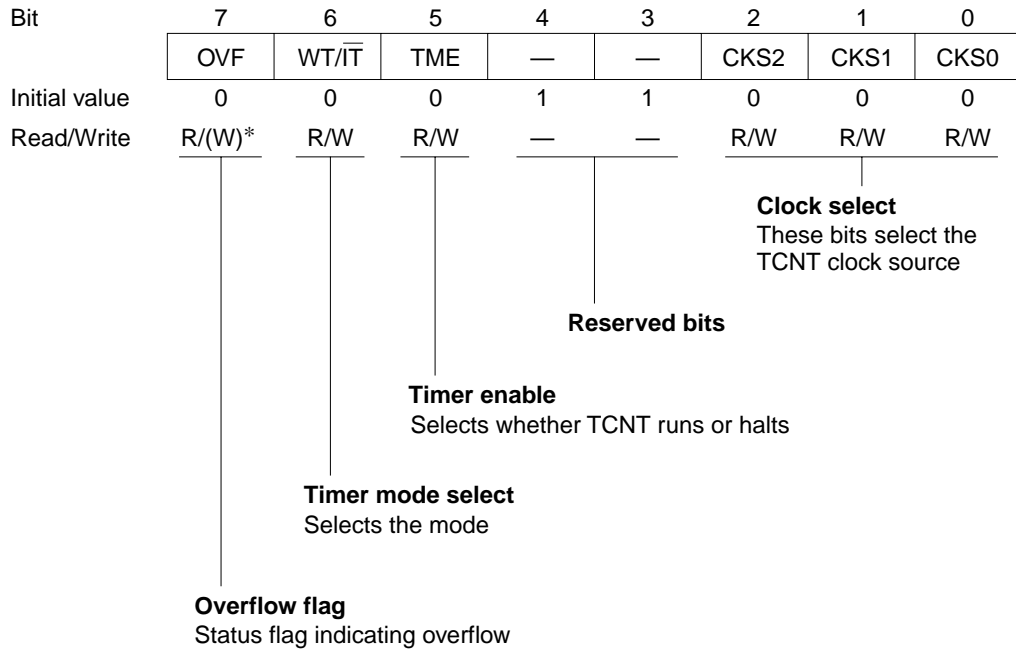 Bit 7 6 5 4 3 2 1 0
OVF WT/I̅T̅ TME — — CKS2 CKS1 CKS0
Initial value 0 0 0 1 1 0 0 0
Read/Write R/(W)* R/W R/W — — R/W R/W R/W
Clock select
These bits select the
TCNT clock source
Reserved bits
Timer enable
Selects whether TCNT runs or halts
Timer mode select
Selects the mode
Overflow flag
Status flag indicating overflow